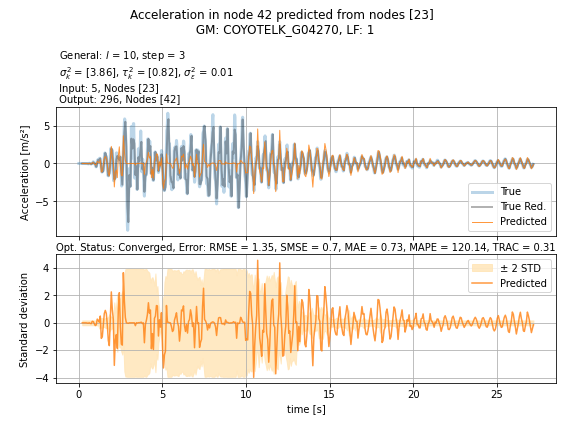 Acceleration in node 42 predicted from nodes [23]
GM: COYOTELK_G04270, LF: 1
General: l = 10, step = 3
σ²ₖ = [3.86], τ²ₖ = [0.82], σ²ₑ = 0.01
Input: 5, Nodes [23]
Output: 296, Nodes [42]
Acceleration [m/s²]
5
0
−5
True
True Red.
Predicted
Opt. Status: Converged, Error: RMSE = 1.35, SMSE = 0.7, MAE = 0.73, MAPE = 120.14, TRAC = 0.31
Standard deviation
4
2
0
−2
−4
± 2 STD
Predicted
0 5 10 15 20 25
time [s]